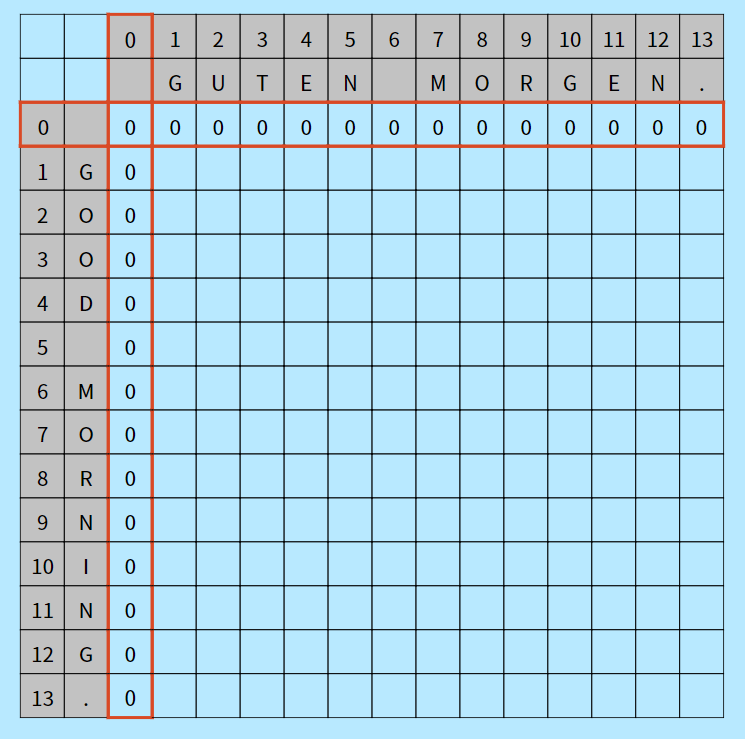 0 1 2 3 4 5 6 7 8 9 10 11 12 13
G U T E N M O R G E N .
0 0 0 0 0 0 0 0 0 0 0 0 0 0 0
1 G 0
2 O 0
3 O 0
4 D 0
5 0
6 M 0
7 O 0
8 R 0
9 N 0
10 I 0
11 N 0
12 G 0
13 . 0